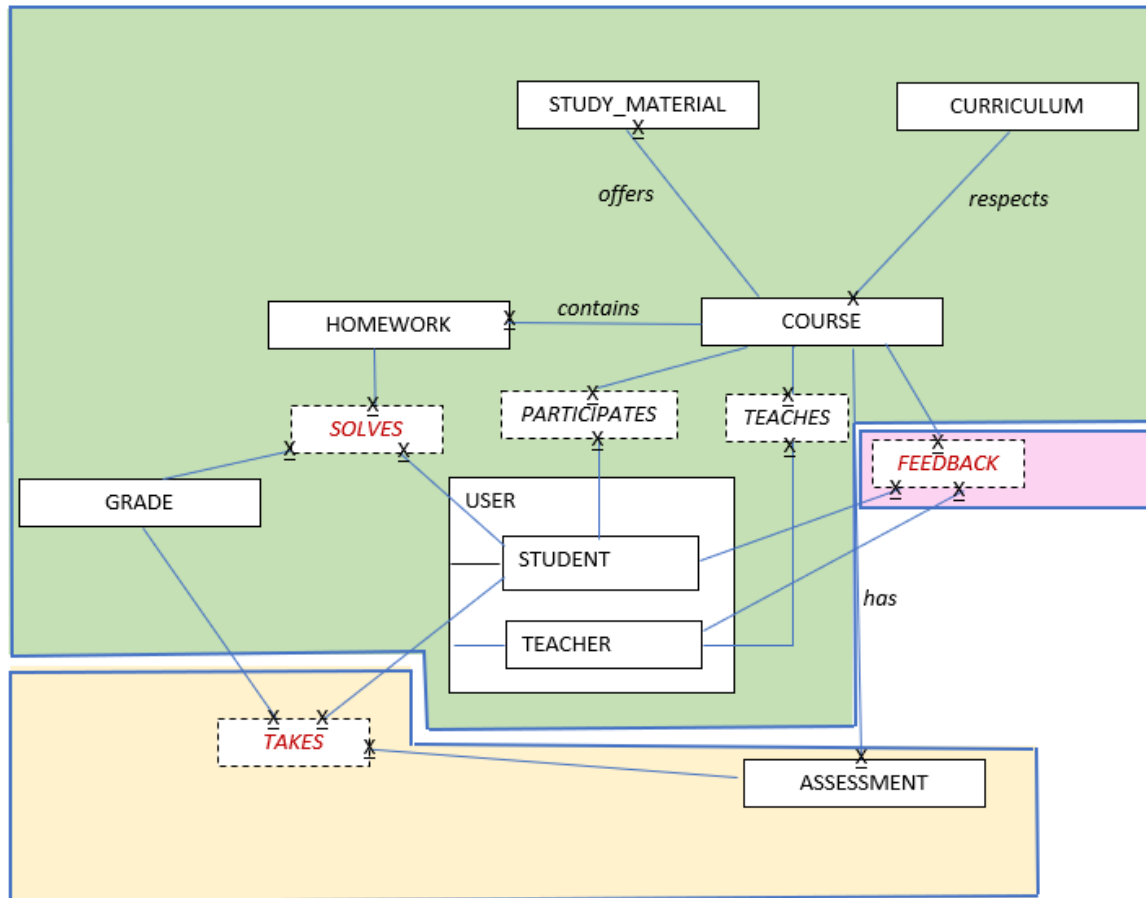 STUDY_MATERIAL
CURRICULUM
X
offers
respects
X
HOMEWORK
X
contains
COURSE
X
SOLVES
X
X
X
PARTICIPATES
X
X
TEACHES
X
X
FEEDBACK
X
X
GRADE
USER
STUDENT
TEACHER
has
X
X
TAKES
X
X
ASSESSMENT